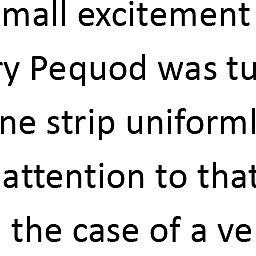 mall excitement
ry Pequod was tu
ne strip uniforml
attention to that
the case of a ve